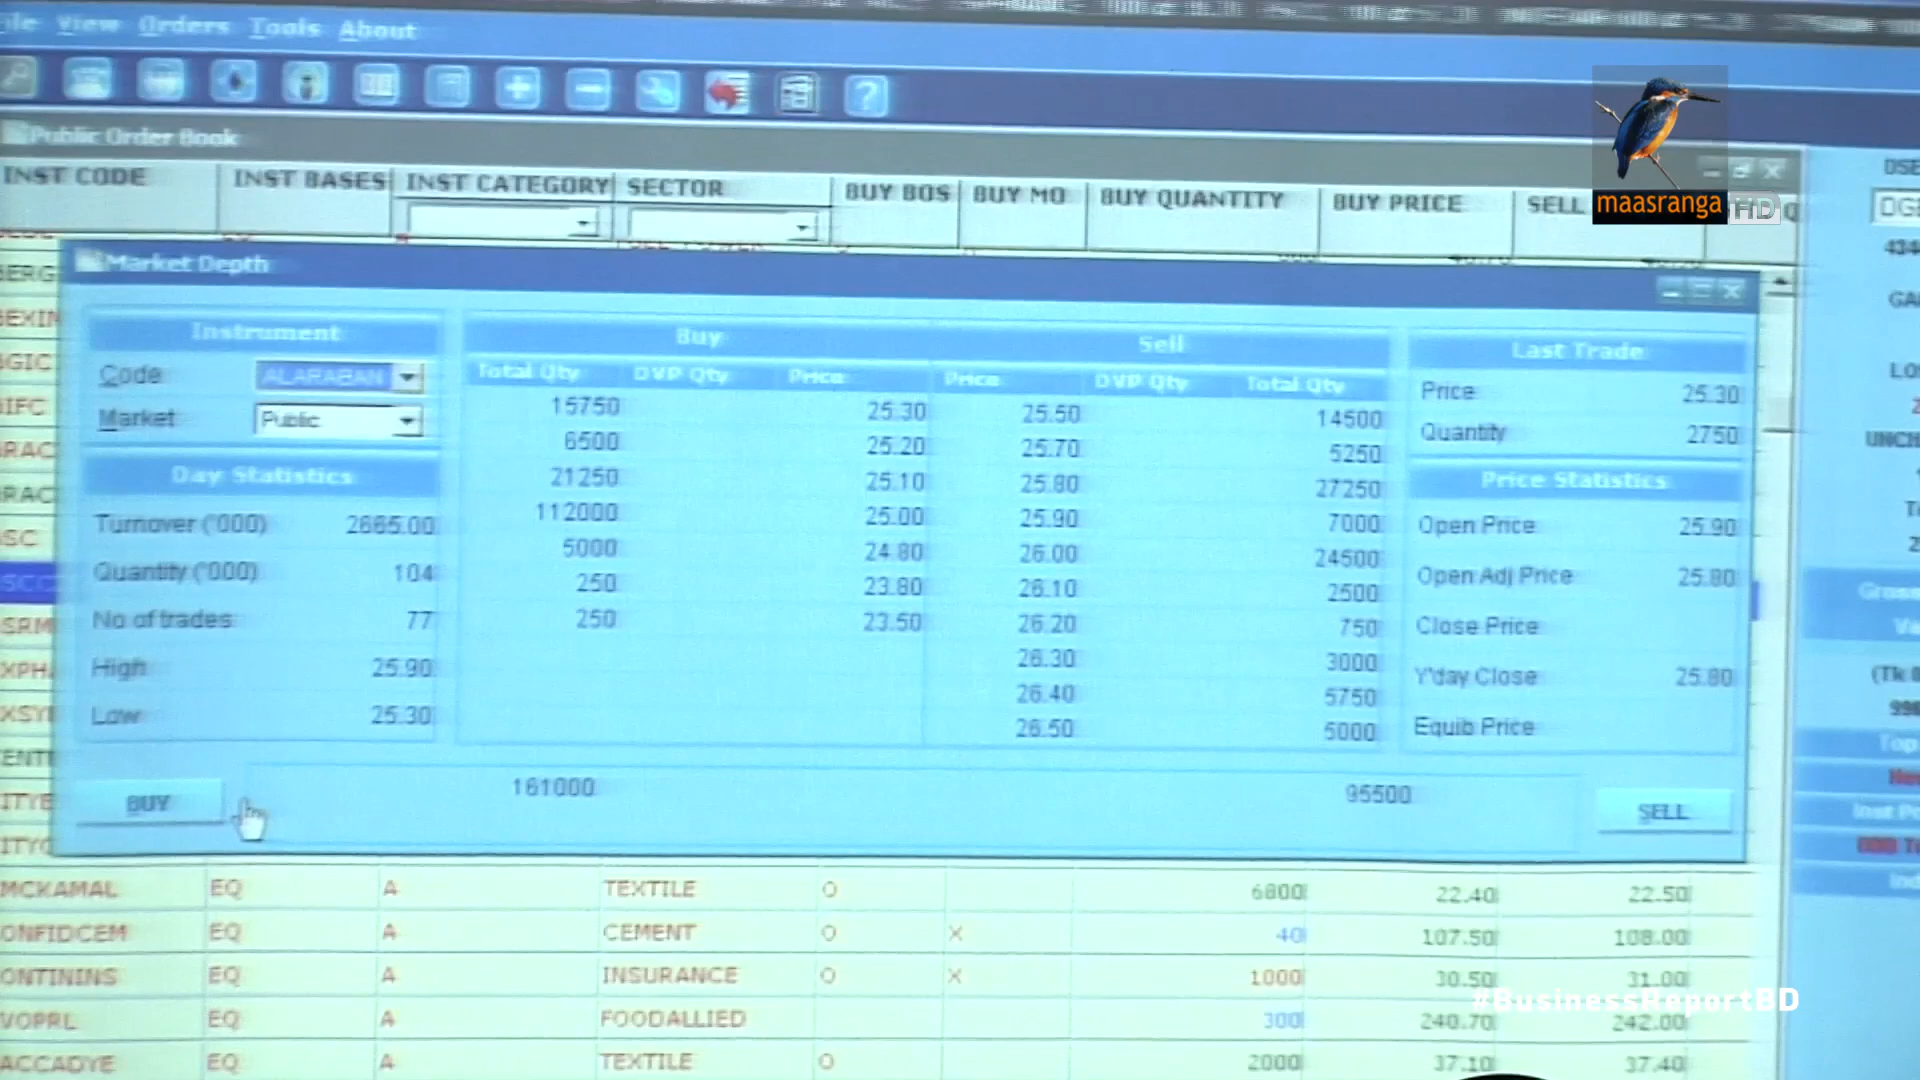 View Orders Tools About
Public Order Book
INST CODE INST BASES INST CATEGORY SECTOR BUY BOS BUY MO BUY QUANTITY BUY PRICE SELL
maasranga HD
Market Depth
Instrument
Code ALARABAN
Market Public
Day Statistics
Turnover ('000) 2665.00
Quantity ('000) 104
No of trades 77
High 25.90
Low 25.30
Buy Sell
Total Qty DVP Qty Price Price DVP Qty Total Qty
15750 25.30 25.50 14500
6500 25.20 25.70 5250
21250 25.10 25.80 27250
112000 25.00 25.90 7000
5000 24.80 26.00 24500
250 23.80 26.10 2500
250 23.50 26.20 750
26.30 3000
26.40 5750
26.50 5000
Last Trade
Price 25.30
Quantity 2750
Price Statistics
Open Price 25.90
Open Adj Price 25.80
Close Price
Y'day Close 25.80
Equib Price
BUY 161000 95500 SELL
MCKAMAL EQ A TEXTILE O 6800 22.40 22.50
ONFIDCEM EQ A CEMENT O X 40 107.50 108.00
ONTININS EQ A INSURANCE O X 1000 30.50 31.00
#BusinessReportBD
VOPRL EQ A FOODALLIED 300 240.70 242.00
ACCADYE EQ A TEXTILE O 2000 37.10 37.40